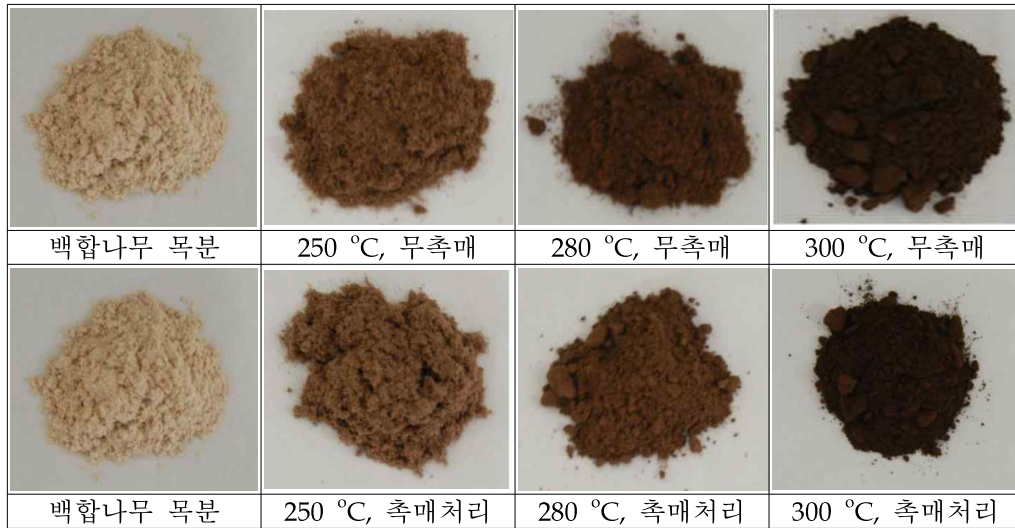 백합나무 목분
250 ℃, 무촉매
280 ℃, 무촉매
300 ℃, 무촉매
백합나무 목분
250 ℃, 촉매처리
280 ℃, 촉매처리
300 ℃, 촉매처리